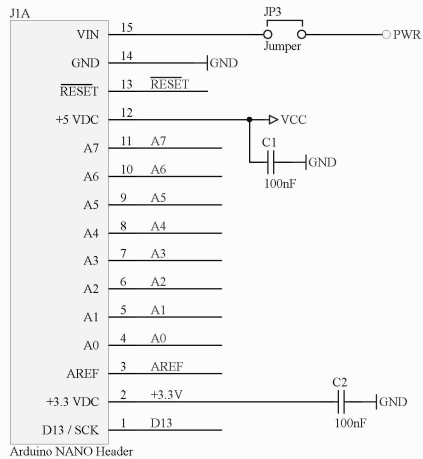 J1A
JP3
VIN 15 PWR
Jumper
GND 14 GND
RESET 13 RESET
+5 VDC 12 VCC
A7 11 A7 C1
GND
A6 10 A6 100nF
A5 9 A5
A4 8 A4
A3 7 A3
A2 6 A2
A1 5 A1
A0 4 A0
AREF 3 AREF
C2
+3.3 VDC 2 +3.3V GND
100nF
D13 / SCK 1 D13
Arduino NANO Header